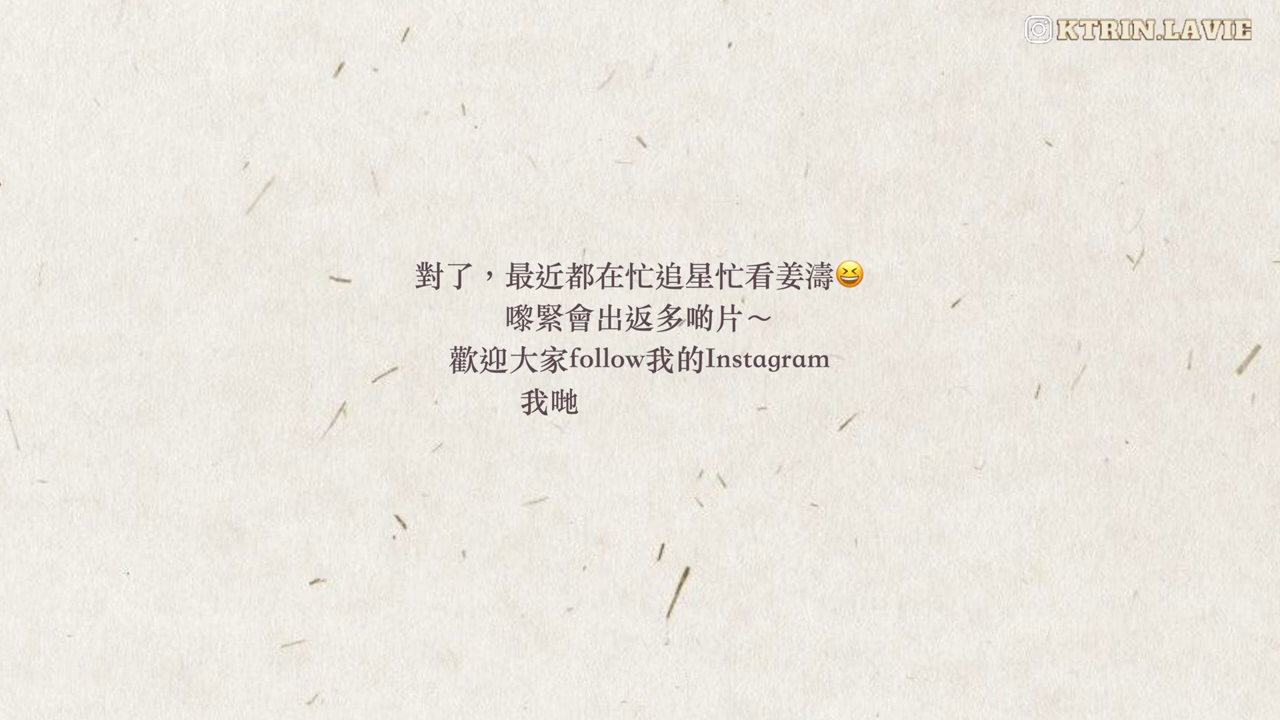 KTRIN.LAVIE
對了，最近都在忙追星忙看姜濤😆
嚟緊會出返多啲片～
歡迎大家follow我的Instagram
我哋